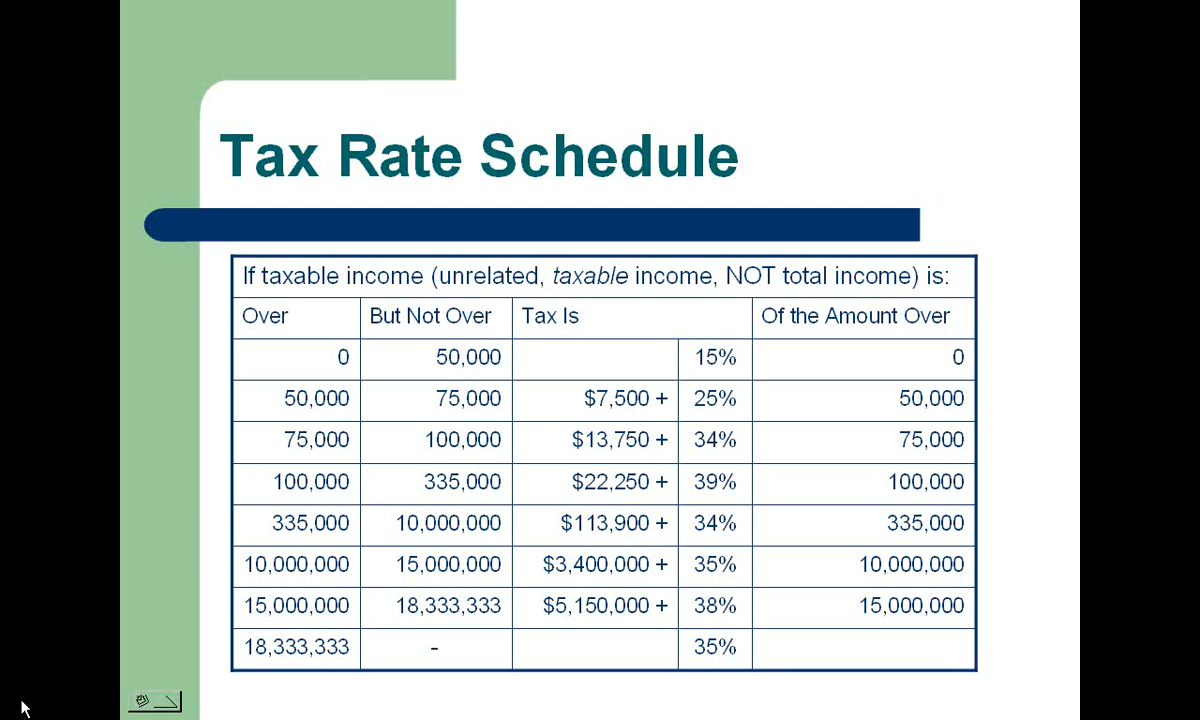 Tax Rate Schedule
If taxable income (unrelated, taxable income, NOT total income) is:
Over But Not Over Tax Is Of the Amount Over
0 50,000 15% 0
50,000 75,000 $7,500 + 25% 50,000
75,000 100,000 $13,750 + 34% 75,000
100,000 335,000 $22,250 + 39% 100,000
335,000 10,000,000 $113,900 + 34% 335,000
10,000,000 15,000,000 $3,400,000 + 35% 10,000,000
15,000,000 18,333,333 $5,150,000 + 38% 15,000,000
18,333,333 - 35%